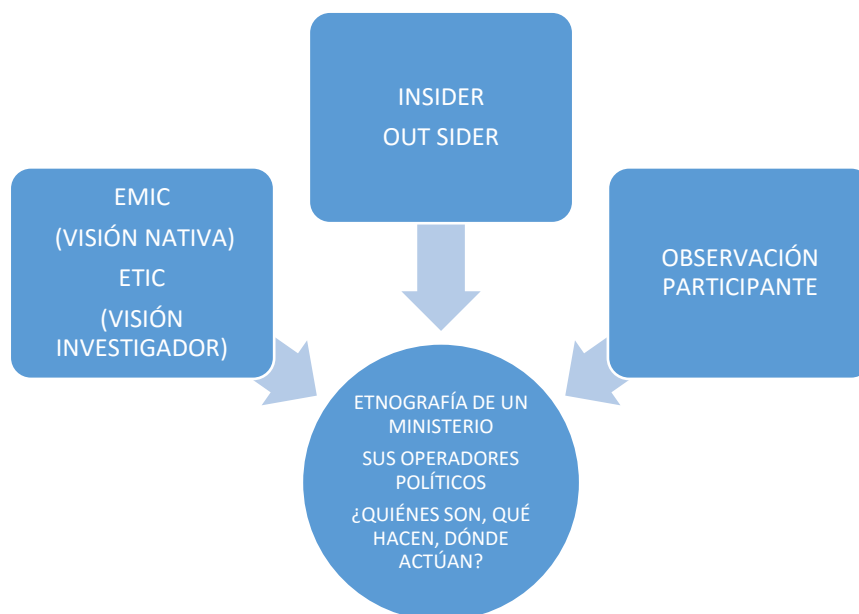 INSIDER
OUT SIDER
EMIC
(VISIÓN NATIVA)
ETIC
(VISIÓN
INVESTIGADOR)
OBSERVACIÓN
PARTICIPANTE
ETNOGRAFÍA DE UN
MINISTERIO
SUS OPERADORES
POLÍTICOS
¿QUIÉNES SON, QUÉ
HACEN, DÓNDE
ACTÚAN?